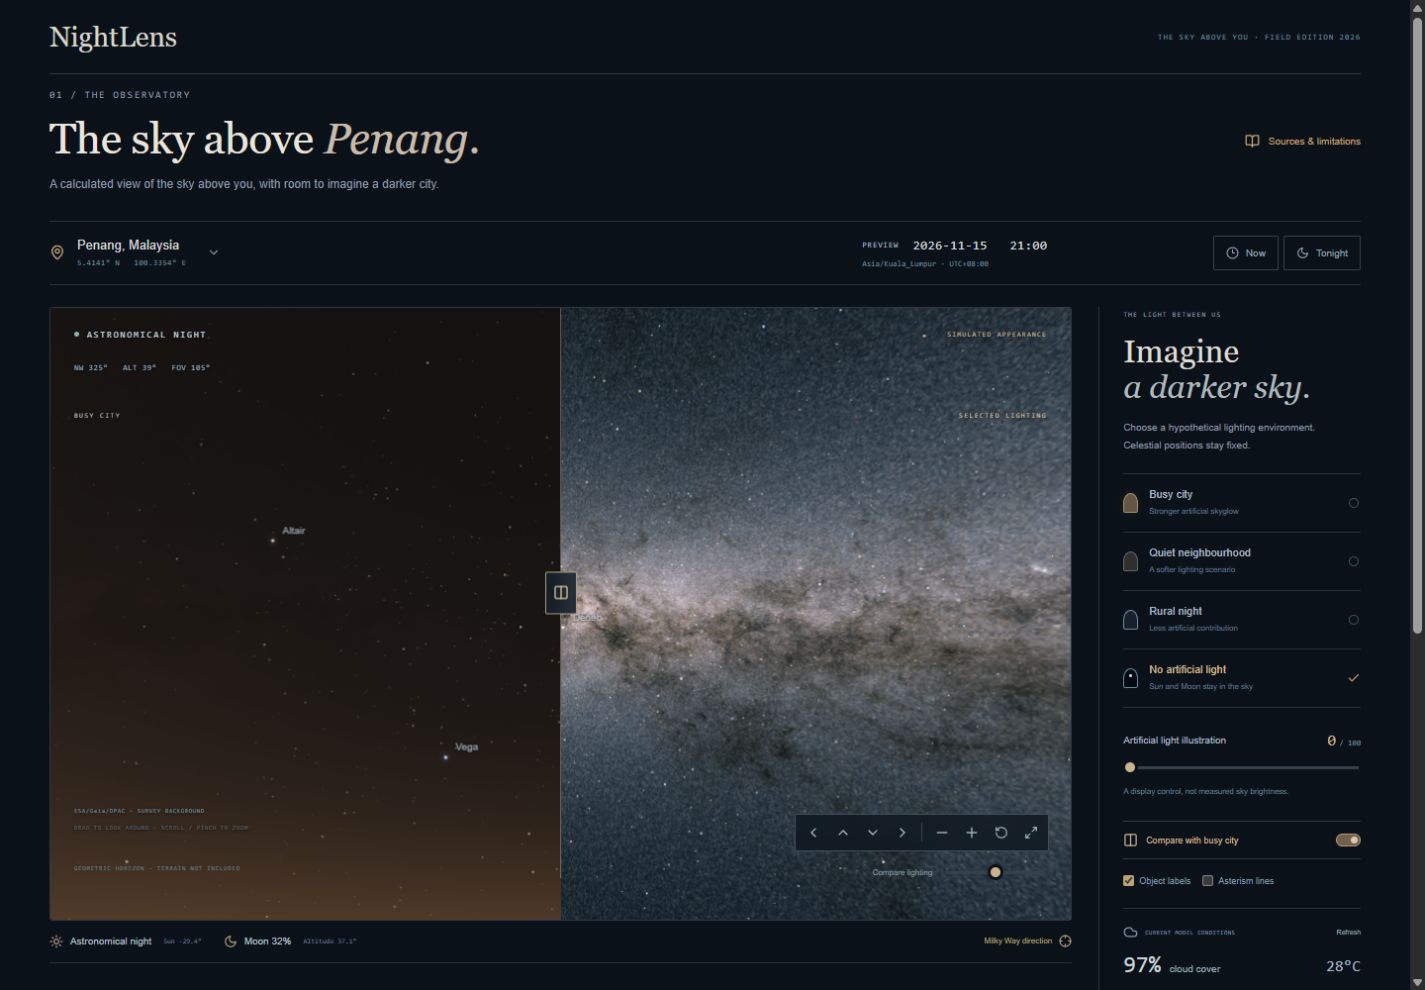 NightLens
THE SKY ABOVE YOU · FIELD EDITION 2026
01 / THE OBSERVATORY
The sky above Penang.
Sources & limitations
A calculated view of the sky above you, with room to imagine a darker city.
Penang, Malaysia
5.4141° N 100.3354° E
PREVIEW 2026-11-15 21:00
Asia/Kuala_Lumpur · UTC+08:00
Now
Tonight
ASTRONOMICAL NIGHT
NW 325° ALT 39° FOV 105°
BUSY CITY
SIMULATED APPEARANCE
SELECTED LIGHTING
Altair
Deneb
Vega
ESA/Gaia/DPAC · SURVEY BACKGROUND
DRAG TO LOOK AROUND · SCROLL / PINCH TO ZOOM
GEOMETRIC HORIZON · TERRAIN NOT INCLUDED
Compare lighting
Astronomical night Sun -29.4°
Moon 32% Altitude 37.1°
Milky Way direction
THE LIGHT BETWEEN US
Imagine
a darker sky.
Choose a hypothetical lighting environment.
Celestial positions stay fixed.
Busy city
Stronger artificial skyglow
Quiet neighbourhood
A softer lighting scenario
Rural night
Less artificial contribution
No artificial light
Sun and Moon stay in the sky
Artificial light illustration 0 / 100
A display control, not measured sky brightness.
Compare with busy city
Object labels Asterism lines
CURRENT MODEL CONDITIONS Refresh
97% cloud cover 28°C